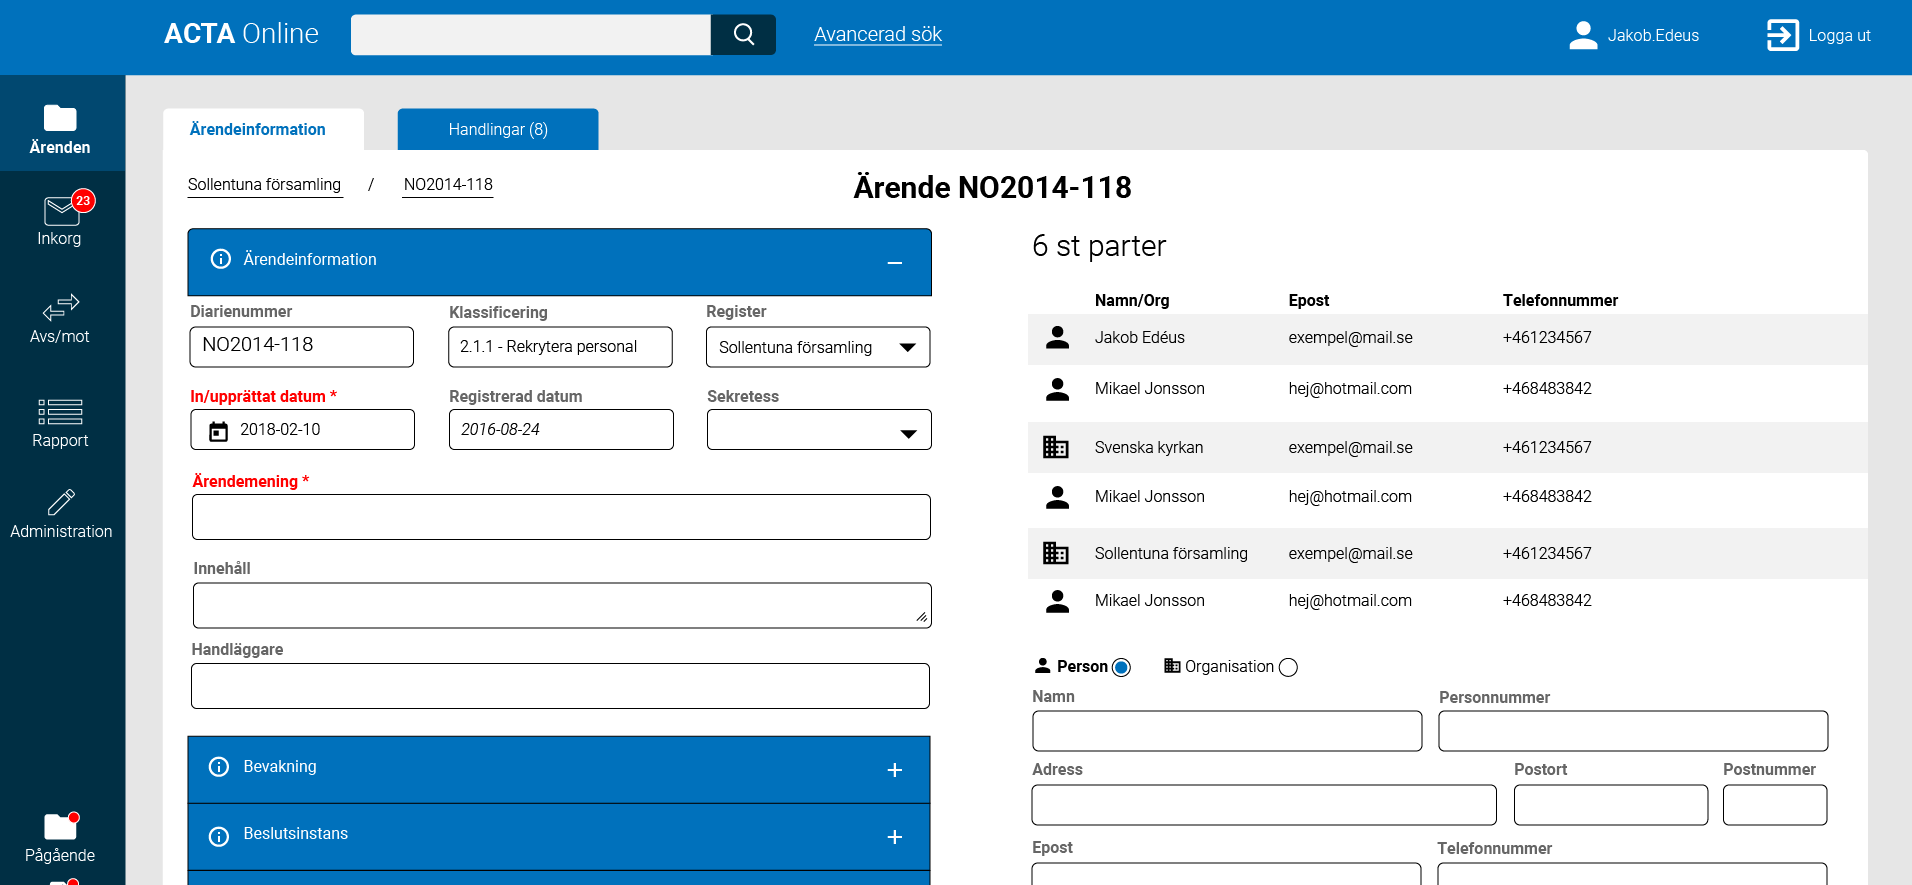 ACTA Online
Avancerad sök
Jakob.Edeus
Logga ut
Ärenden
23
Inkorg
Avs/mot
Rapport
Administration
Pågående
Ärendeinformation
Handlingar (8)
Sollentuna församling / NO2014-118
Ärende NO2014-118
Ärendeinformation
Diarienummer Klassificering Register
NO2014-118 2.1.1 - Rekrytera personal Sollentuna församling
In/upprättat datum * Registrerad datum Sekretess
2018-02-10 2016-08-24
Ärendemening *
Innehåll
Handläggare
Bevakning
Beslutsinstans
6 st parter
Namn/Org Epost Telefonnummer
Jakob Edéus exempel@mail.se +461234567
Mikael Jonsson hej@hotmail.com +468483842
Svenska kyrkan exempel@mail.se +461234567
Mikael Jonsson hej@hotmail.com +468483842
Sollentuna församling exempel@mail.se +461234567
Mikael Jonsson hej@hotmail.com +468483842
Person Organisation
Namn Personnummer
Adress Postort Postnummer
Epost Telefonnummer